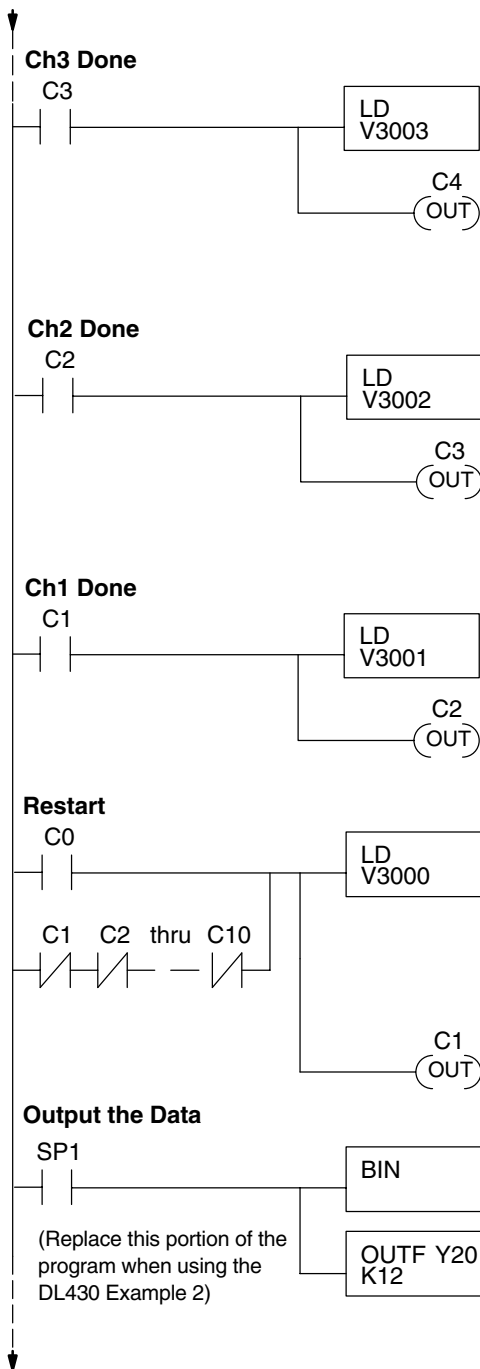 Ch3 Done
C3
LD
V3003
C4
OUT
Ch2 Done
C2
LD
V3002
C3
OUT
Ch1 Done
C1
LD
V3001
C2
OUT
Restart
C0
LD
V3000
C1 C2 thru C10
C1
OUT
Output the Data
SP1
BIN
(Replace this portion of the
program when using the
DL430 Example 2)
OUTF Y20
K12